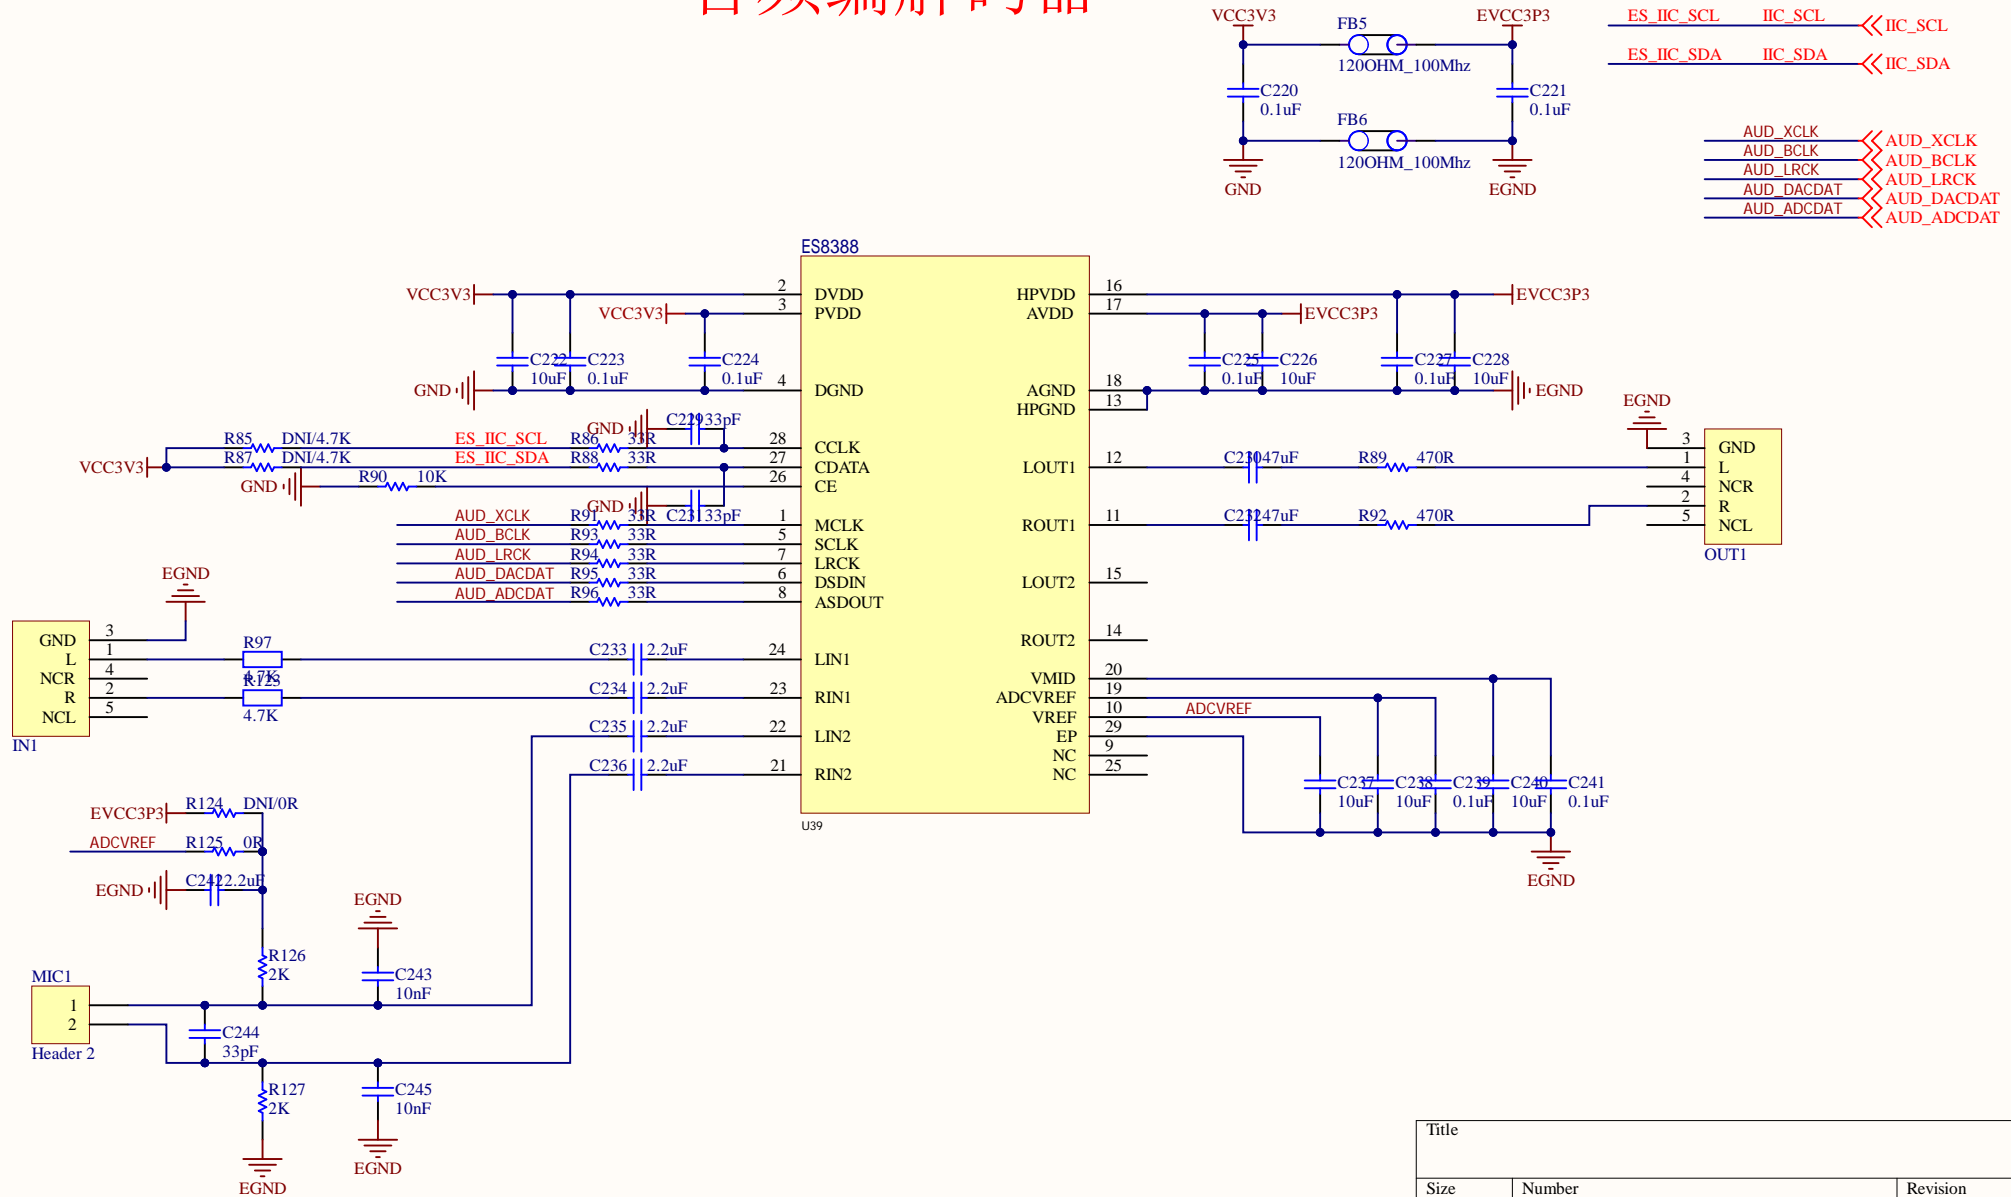 音频编解码器
VCC3V3
FB5
120OHM_100Mhz
EVCC3P3
C220
0.1uF
C221
0.1uF
FB6
120OHM_100Mhz
GND
EGND
ES_IIC_SCL IIC_SCL IIC_SCL
ES_IIC_SDA IIC_SDA IIC_SDA
AUD_XCLK AUD_XCLK
AUD_BCLK AUD_BCLK
AUD_LRCK AUD_LRCK
AUD_DACDAT AUD_DACDAT
AUD_ADCDAT AUD_ADCDAT
ES8388
VCC3V3 2 DVDD
VCC3V3 3 PVDD
C222
10uF
C223
0.1uF
C224
0.1uF
GND 4 DGND
GND C229 33pF
R85 DNI/4.7K ES_IIC_SCL R86 33R 28 CCLK
VCC3V3 R87 DNI/4.7K ES_IIC_SDA R88 33R 27 CDATA
GND R90 10K 26 CE
GND C231 33pF
AUD_XCLK R91 33R 1 MCLK
AUD_BCLK R93 33R 5 SCLK
AUD_LRCK R94 33R 7 LRCK
AUD_DACDAT R95 33R 6 DSDIN
AUD_ADCDAT R96 33R 8 ASDOUT
HPVDD 16 EVCC3P3
AVDD 17 EVCC3P3
C225
0.1uF
C226
10uF
C227
0.1uF
C228
10uF
AGND 18 EGND
HPGND 13
LOUT1 12 C230 47uF R89 470R
ROUT1 11 C232 47uF R92 470R
EGND
3 GND
1 L
4 NCR
2 R
5 NCL
OUT1
LOUT2 15
ROUT2 14
VMID 20
ADCVREF 19
VREF 10 ADCVREF
EP 29
NC 9
NC 25
C237
10uF
C238
10uF
C239
0.1uF
C240
10uF
C241
0.1uF
EGND
EGND
GND 3
L 1
NCR 4
R 2
NCL 5
IN1
R97
4.7K
R123
4.7K
C233 2.2uF 24 LIN1
C234 2.2uF 23 RIN1
C235 2.2uF 22 LIN2
C236 2.2uF 21 RIN2
U39
EVCC3P3 R124 DNI/0R
ADCVREF R125 0R
EGND C242 2.2uF
EGND
R126
2K
C243
10nF
MIC1
1
2
Header 2
C244
33pF
R127
2K
C245
10nF
EGND
EGND
Title
Size Number Revision